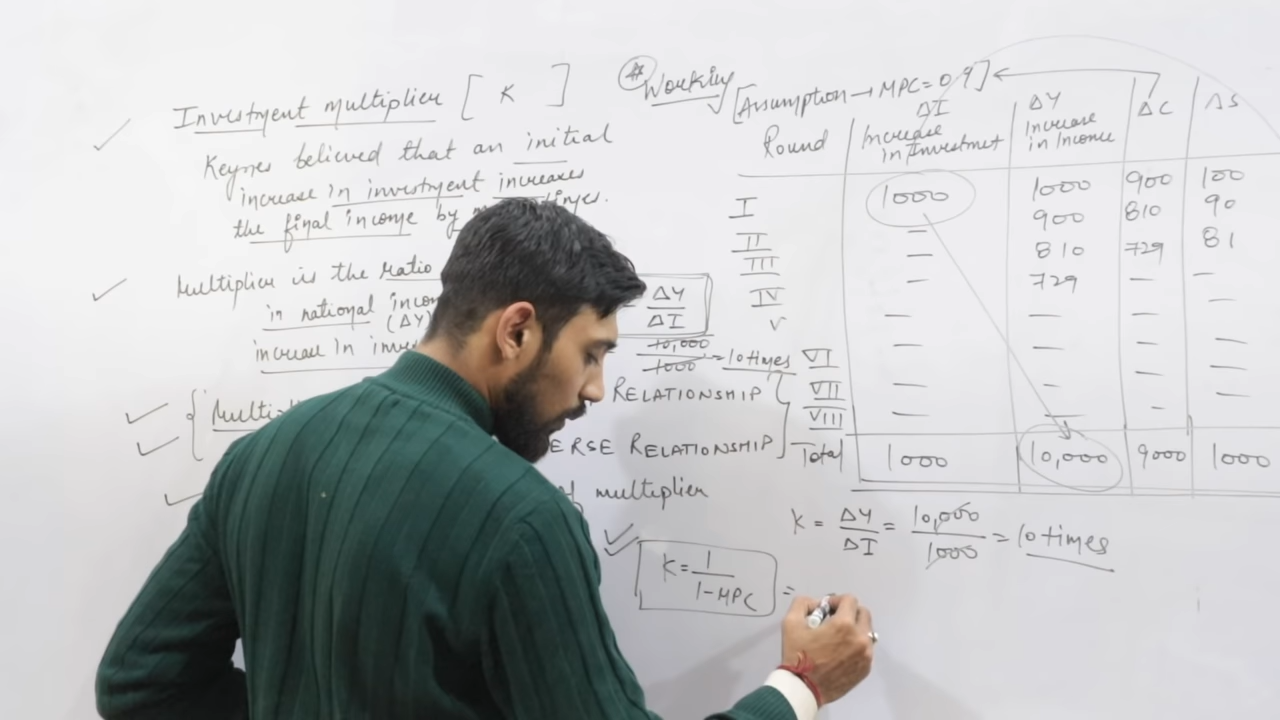 Investment multiplier [ K ]
Keynes believed that an initial
increase in investment increases
the final income by
Multiplier is the ratio
in national
(ΔY)
increase in
ΔY
ΔI
10,000
1000
= 10 times
RELATIONSHIP
ERSE RELATIONSHIP
of multiplier
K = 1
1-MPC
=
# Working
[Assumption → MPC = 0.9]
Round
ΔI
Increase in Investment
ΔY
Increase in Income
ΔC
ΔS
I 1000 1000 900 100
II — 900 810 90
III — 810 729 81
IV — 729 — —
V — — — —
VI — — — —
VII — — — —
VIII — — — —
Total 1000 10,000 9000 1000
K = ΔY = 10,000 = 10 times
ΔI 1000